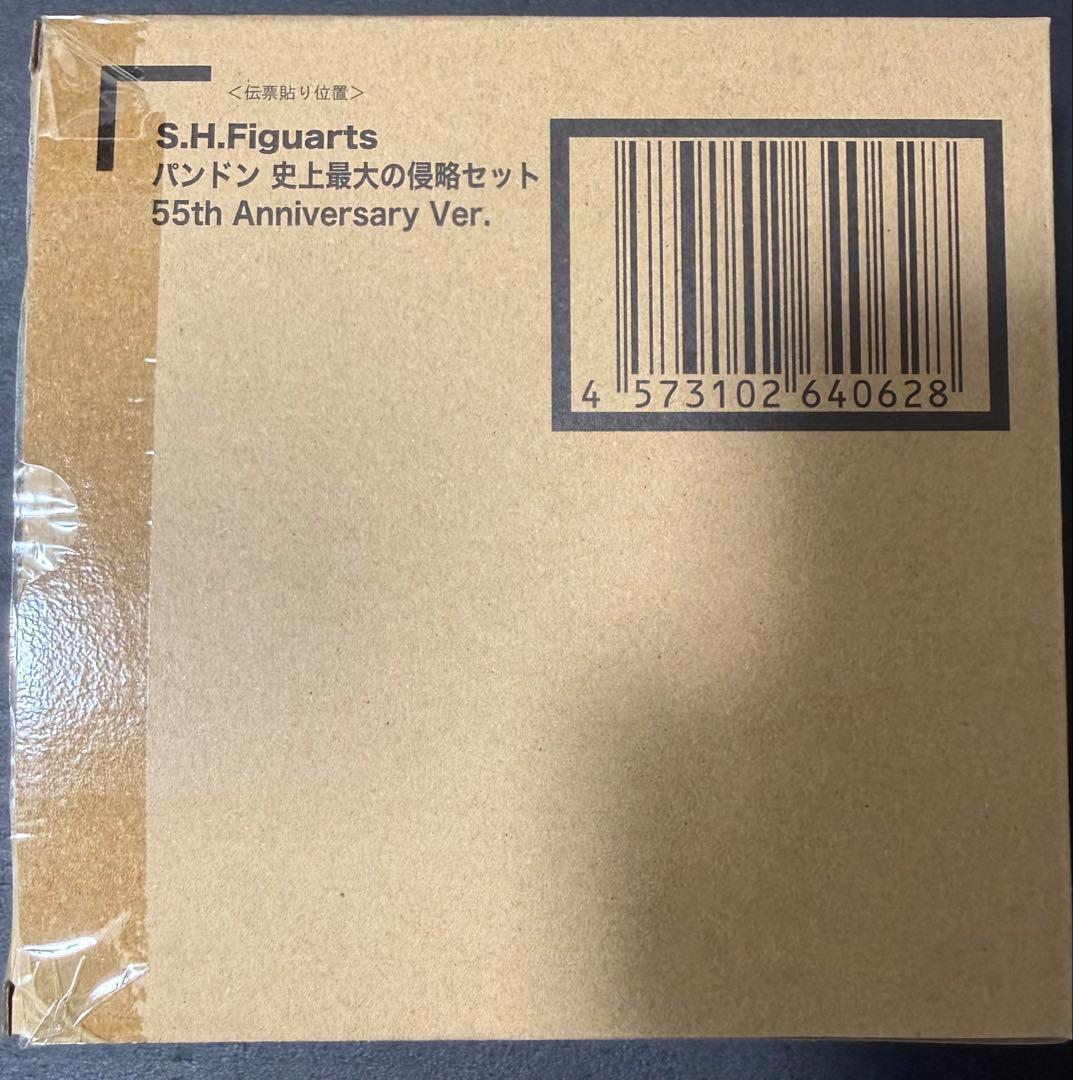 <伝票貼り位置>
S.H.Figuarts
パンドン 史上最大の侵略セット
55th Anniversary Ver.
4 573102 640628